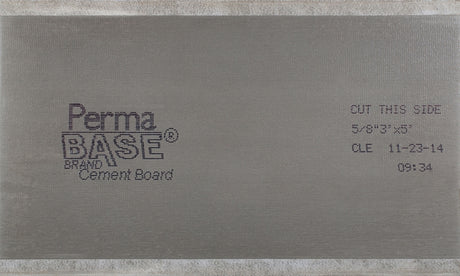 Perma
BASE®
BRAND
Cement Board
CUT THIS SIDE
5/8"3'x5'
CLE 11-23-14
09:34